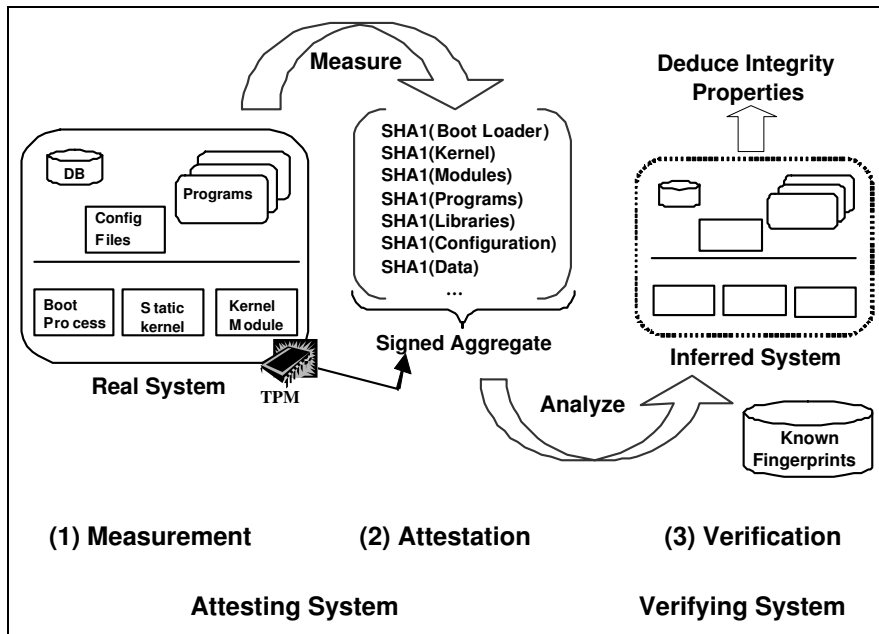 Measure
Deduce Integrity
Properties
SHA1(Boot Loader)
SHA1(Kernel)
SHA1(Modules)
SHA1(Programs)
SHA1(Libraries)
SHA1(Configuration)
SHA1(Data)
...
DB
Programs
Config
Files
Boot
Process
Static
kernel
Kernel
Module
Signed Aggregate
Inferred System
Real System
TPM
Analyze
Known
Fingerprints
(1) Measurement
(2) Attestation
(3) Verification
Attesting System
Verifying System